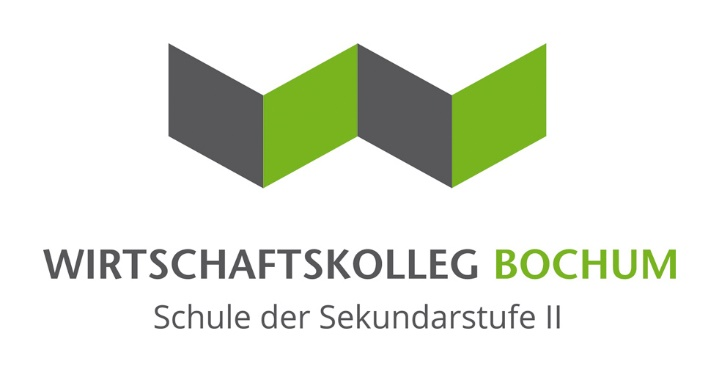 WIRTSCHAFTSKOLLEG BOCHUM
Schule der Sekundarstufe II